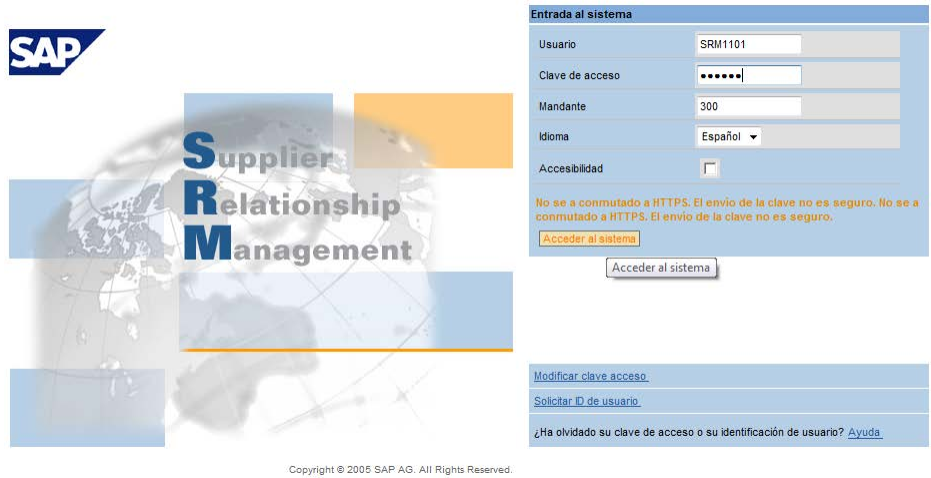 SAP
Supplier
Relationship
Management
Copyright © 2005 SAP AG. All Rights Reserved.
Entrada al sistema
Usuario SRM1101
Clave de acceso ••••••
Mandante 300
Idioma Español
Accesibilidad
No se a conmutado a HTTPS. El envio de la clave no es seguro. No se a
conmutado a HTTPS. El envio de la clave no es seguro.
Acceder al sistema
Acceder al sistema
Modificar clave acceso
Solicitar ID de usuario
¿Ha olvidado su clave de acceso o su identificación de usuario? Ayuda